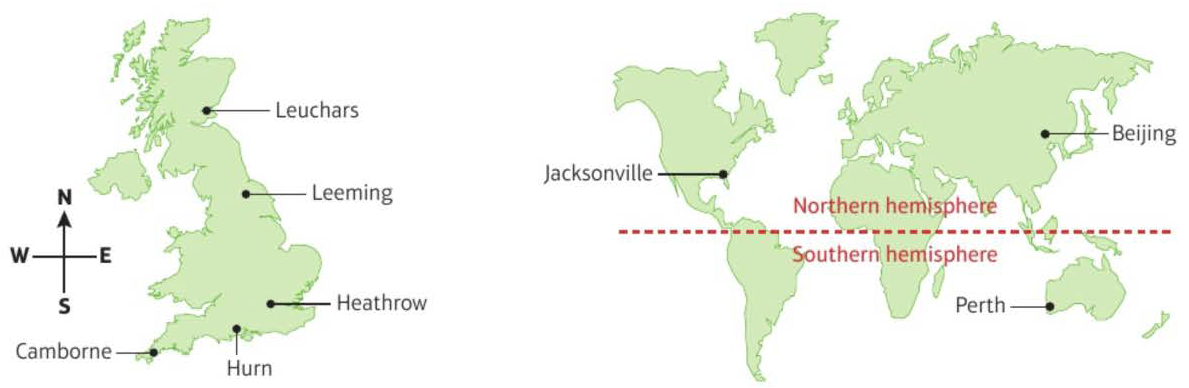 Leuchars
Leeming
N
W
E
S
Heathrow
Camborne
Hurn
Jacksonville
Beijing
Northern hemisphere
Southern hemisphere
Perth